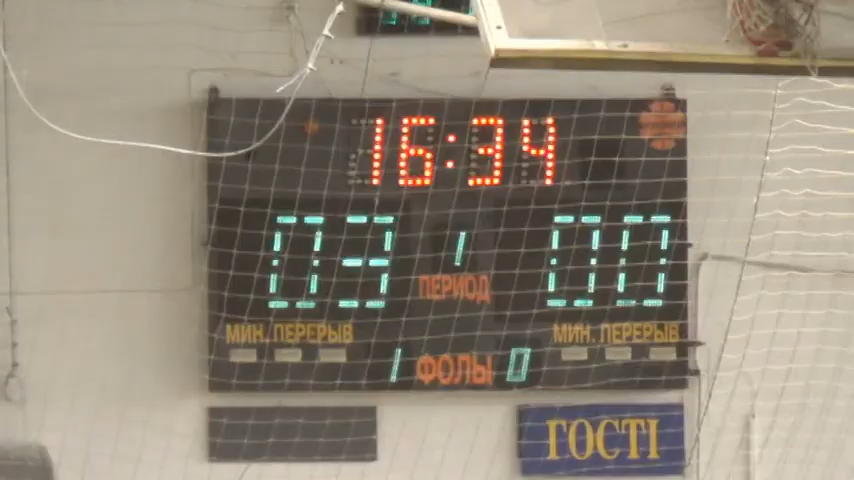 16:34
03 1 00
ПЕРИОД
МИН. ПЕРЕРЫВ МИН. ПЕРЕРЫВ
1 ФОЛЫ 0
ГОСТІ